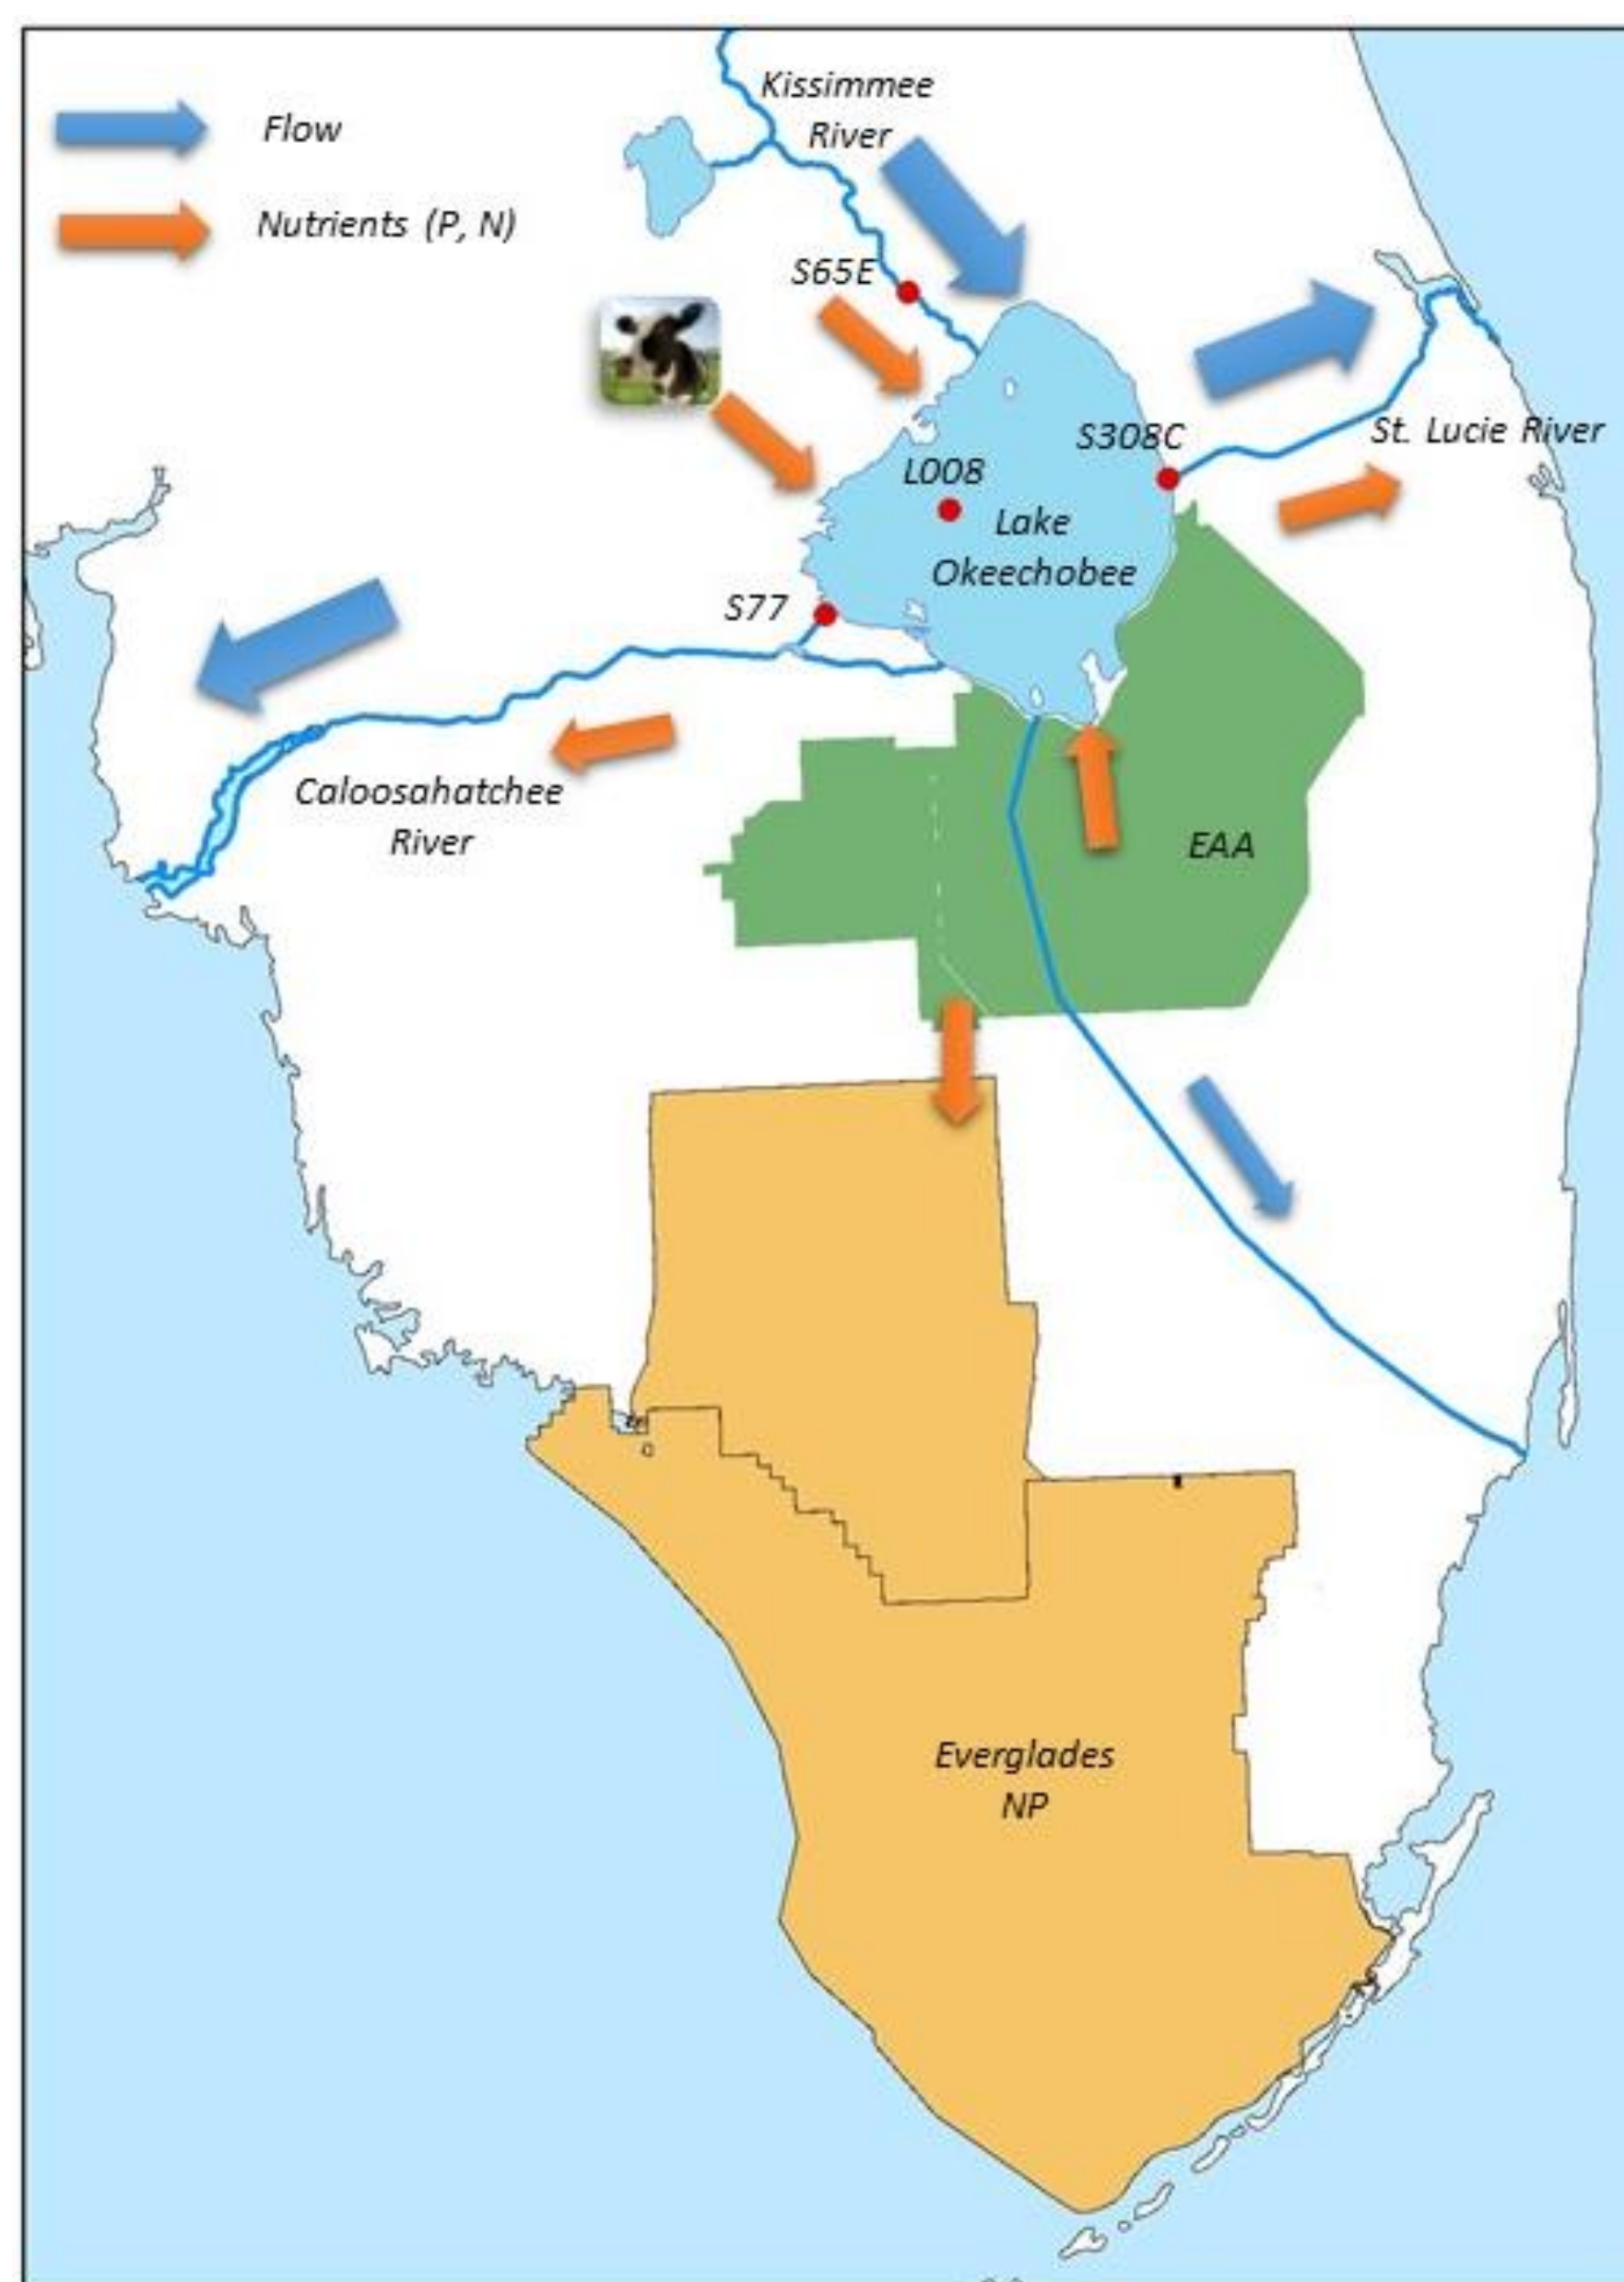 Flow
Nutrients (P, N)
Kissimmee
River
S65E
S308C
L008
St. Lucie River
Lake
Okeechobee
S77
Caloosahatchee
River
EAA
Everglades
NP